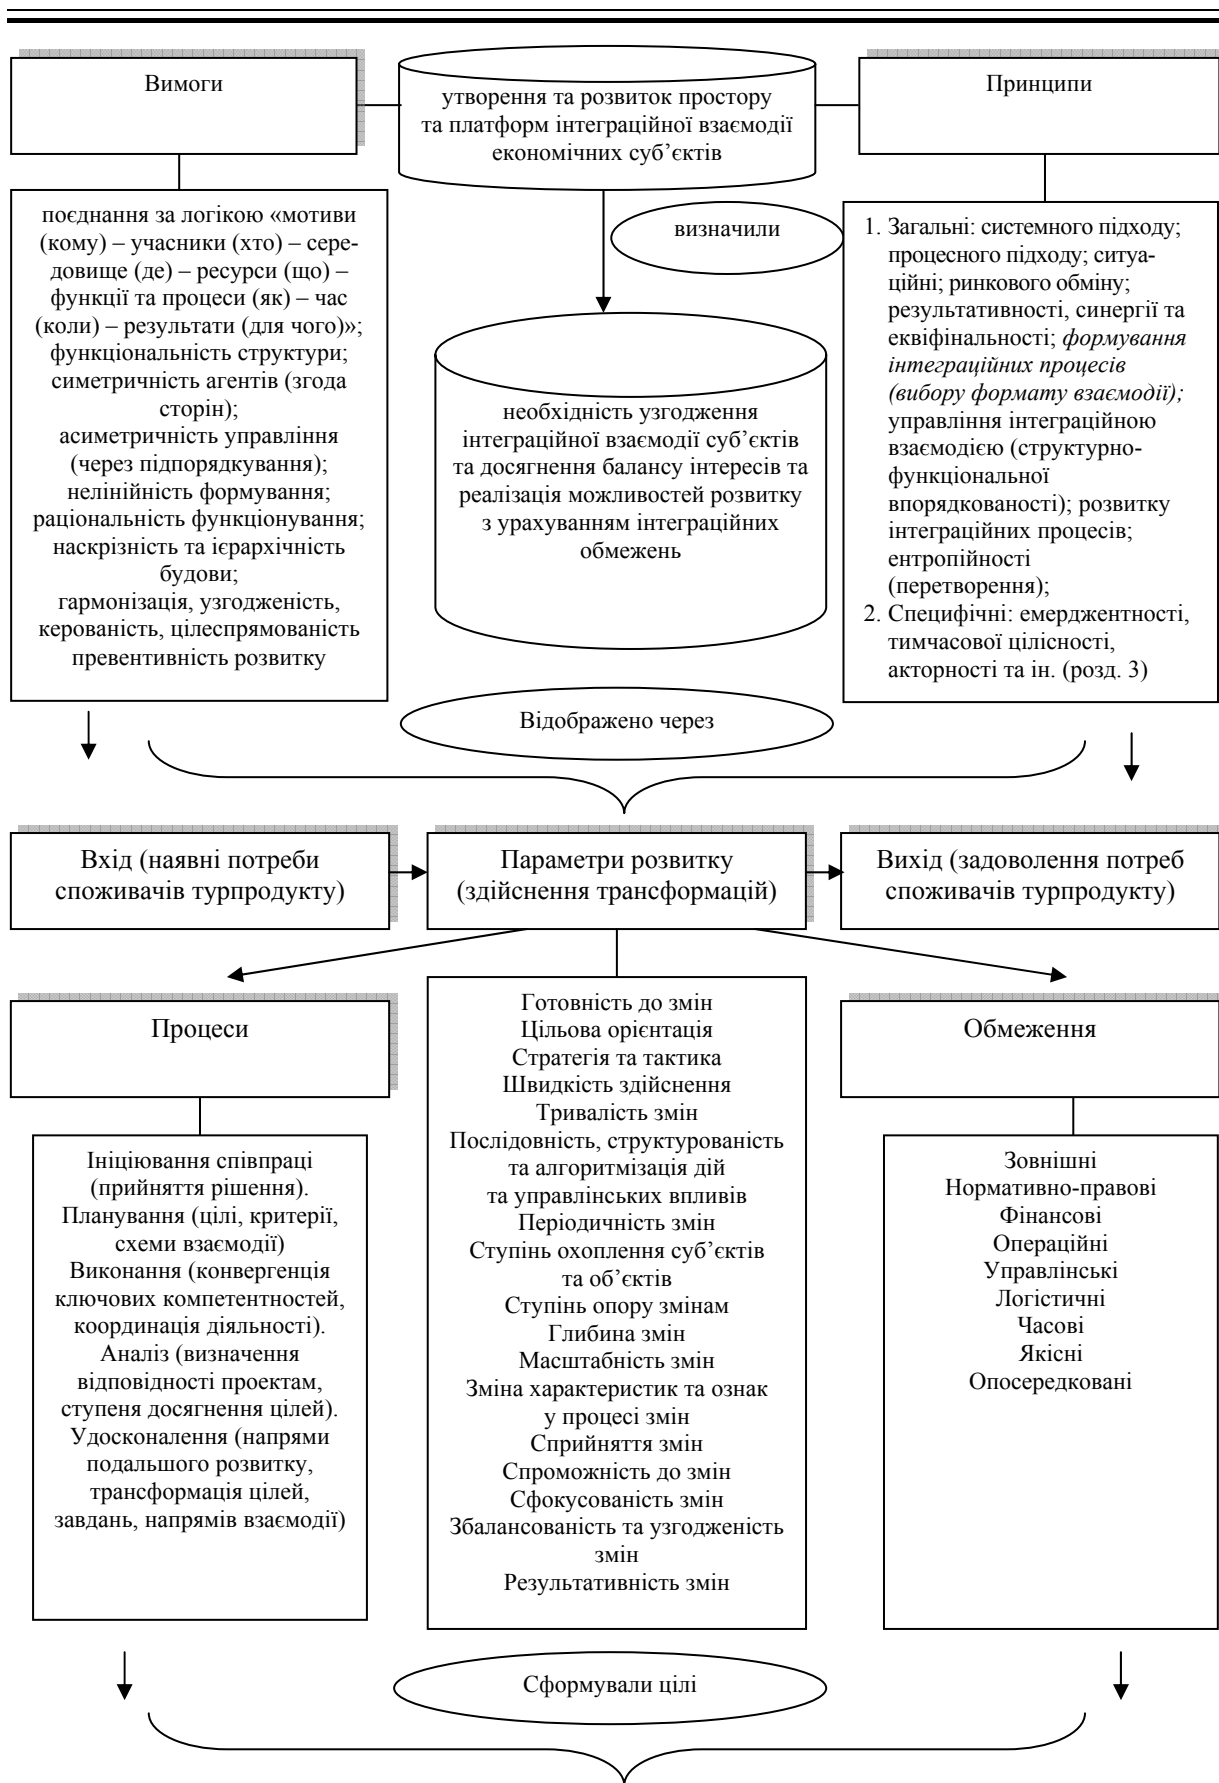 Вимоги
утворення та розвиток простору
та платформ інтеграційної взаємодії
економічних суб’єктів
Принципи
поєднання за логікою «мотиви
(кому) – учасники (хто) – сере-
довище (де) – ресурси (що) –
функції та процеси (як) – час
(коли) – результати (для чого)»;
функціональність структури;
симетричність агентів (згода
сторін);
асиметричність управління
(через підпорядкування);
нелінійність формування;
раціональність функціонування;
наскрізність та ієрархічність
будови;
гармонізація, узгодженість,
керованість, цілеспрямованість
превентивність розвитку
визначили
необхідність узгодження
інтеграційної взаємодії суб’єктів
та досягнення балансу інтересів та
реалізація можливостей розвитку
з урахуванням інтеграційних
обмежень
1. Загальні: системного підходу;
процесного підходу; ситуа-
ційні; ринкового обміну;
результативності, синергії та
еквіфінальності; формування
інтеграційних процесів
(вибору формату взаємодії);
управління інтеграційною
взаємодією (структурно-
функціональної
впорядкованості); розвитку
інтеграційних процесів;
ентропійності
(перетворення);
2. Специфічні: емерджентності,
тимчасової цілісності,
акторності та ін. (розд. 3)
Відображено через
Вхід (наявні потреби
споживачів турпродукту)
Параметри розвитку
(здійснення трансформацій)
Вихід (задоволення потреб
споживачів турпродукту)
Процеси
Ініціювання співпраці
(прийняття рішення).
Планування (цілі, критерії,
схеми взаємодії)
Виконання (конвергенція
ключових компетентностей,
координація діяльності).
Аналіз (визначення
відповідності проектам,
ступеня досягнення цілей).
Удосконалення (напрями
подальшого розвитку,
трансформація цілей,
завдань, напрямів взаємодії)
Готовність до змін
Цільова орієнтація
Стратегія та тактика
Швидкість здійснення
Тривалість змін
Послідовність, структурованість
та алгоритмізація дій
та управлінських впливів
Періодичність змін
Ступінь охоплення суб’єктів
та об’єктів
Ступінь опору змінам
Глибина змін
Масштабність змін
Зміна характеристик та ознак
у процесі змін
Сприйняття змін
Спроможність до змін
Сфокусованість змін
Збалансованість та узгодженість
змін
Результативність змін
Обмеження
Зовнішні
Нормативно-правові
Фінансові
Операційні
Управлінські
Логістичні
Часові
Якісні
Опосередковані
Сформували цілі